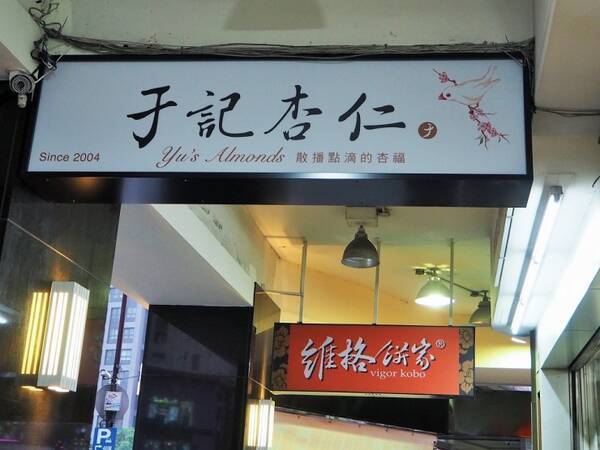 于記杏仁
于
Since 2004
Yu's Almonds 散播點滴的杏福
維格餅家®
vigor kobo
P